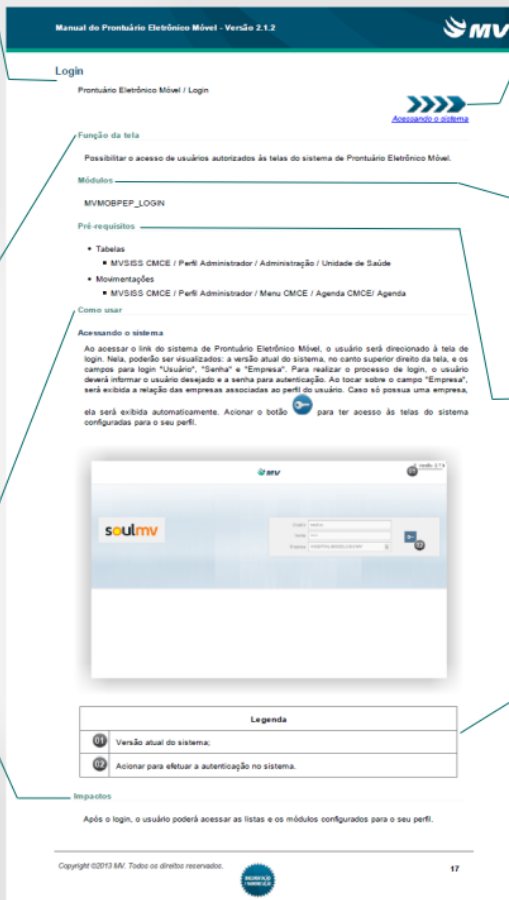 Manual do Prontuário Eletrônico Móvel - Versão 2.1.2
MV
Login
Prontuário Eletrônico Móvel / Login
Acessando o sistema
Função da tela
Possibilitar o acesso de usuários autorizados às telas do sistema de Prontuário Eletrônico Móvel.
Módulos
MVMOBPEP_LOGIN
Pré-requisitos
Tabelas
MVSISS CMCE / Perfil Administrador / Administração / Unidade de Saúde
Movimentações
MVSISS CMCE / Perfil Administrador / Menu CMCE / Agenda CMCE/ Agenda
Como usar
Acessando o sistema
Ao acessar o link do sistema de Prontuário Eletrônico Móvel, o usuário será direcionado à tela de
login. Nela, poderão ser visualizados: a versão atual do sistema, no canto superior direito da tela, e os
campos para login "Usuário", "Senha" e "Empresa". Para realizar o processo de login, o usuário
deverá informar o usuário desejado e a senha para autenticação. Ao tocar sobre o campo "Empresa",
será exibida a relação das empresas associadas ao perfil do usuário. Caso só possua uma empresa,
ela será exibida automaticamente. Acionar o botão para ter acesso às telas do sistema
configuradas para o seu perfil.
MV
01
soulmv
Usuário
Senha
Empresa
02
Legenda
01 Versão atual do sistema;
02 Acionar para efetuar a autenticação no sistema.
Impactos
Após o login, o usuário poderá acessar as listas e os módulos configurados para o seu perfil.
Copyright ©2013 MV. Todos os direitos reservados.
17